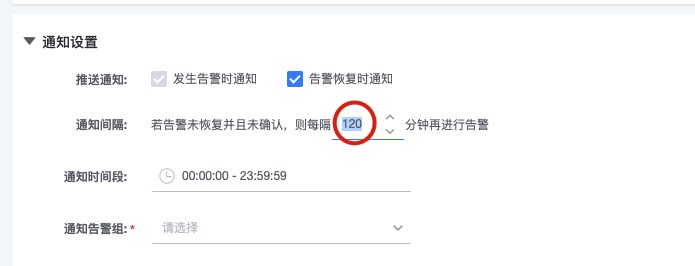 通知设置
推送通知: 发生告警时通知 告警恢复时通知
通知间隔: 若告警未恢复并且未确认，则每隔 120 分钟再进行告警
通知时间段: 00:00:00 - 23:59:59
通知告警组:* 请选择